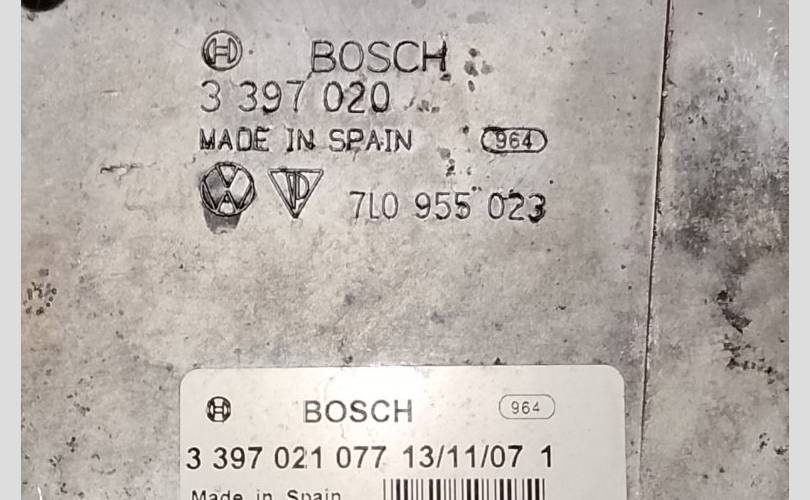 BOSCH
3 397 020
MADE IN SPAIN 964
VW 7L0 955 023
BOSCH 964
3 397 021 077 13/11/07 1
Made in Spain